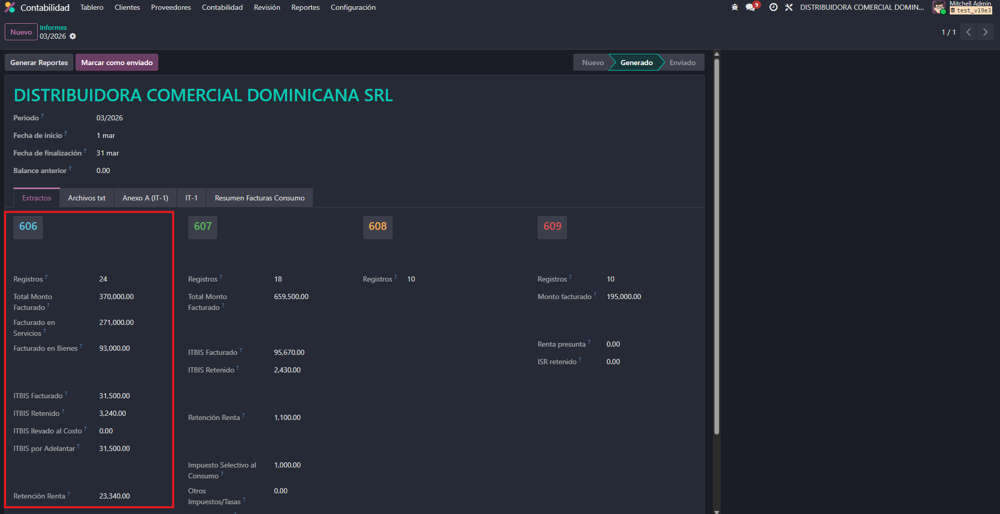 Contabilidad Tablero Clientes Proveedores Contabilidad Revisión Reportes Configuración
9 DISTRIBUIDORA COMERCIAL DOMIN... Mitchell Admin
test_v19e3
Nuevo
Informes
03/2026
1 / 1
Generar Reportes Marcar como enviado
Nuevo Generado Enviado
DISTRIBUIDORA COMERCIAL DOMINICANA SRL
Periodo ? 03/2026
Fecha de inicio ? 1 mar
Fecha de finalización ? 31 mar
Balance anterior ? 0.00
Extractos Archivos txt Anexo A (IT-1) IT-1 Resumen Facturas Consumo
606
Registros ? 24
Total Monto
Facturado ? 370,000.00
Facturado en
Servicios ? 271,000.00
Facturado en Bienes ? 93,000.00
ITBIS Facturado ? 31,500.00
ITBIS Retenido ? 3,240.00
ITBIS llevado al Costo ? 0.00
ITBIS por Adelantar ? 31,500.00
Retención Renta ? 23,340.00
607
Registros ? 18
Total Monto
Facturado ? 659,500.00
ITBIS Facturado ? 95,670.00
ITBIS Retenido ? 2,430.00
Retención Renta ? 1,100.00
Impuesto Selectivo al
Consumo ? 1,000.00
Otros
Impuestos/Tasas ? 0.00
608
Registros ? 10
609
Registros ? 10
Monto facturado ? 195,000.00
Renta presunta ? 0.00
ISR retenido ? 0.00